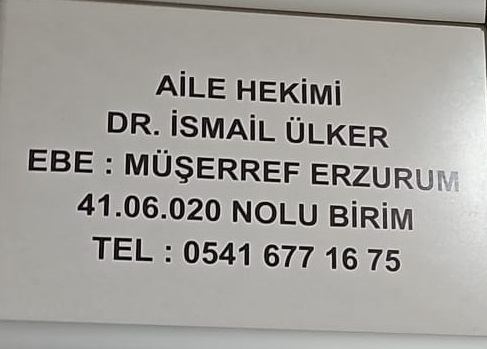 AİLE HEKİMİ
DR. İSMAİL ÜLKER
EBE : MÜŞERREF ERZURUM
41.06.020 NOLU BİRİM
TEL : 0541 677 16 75